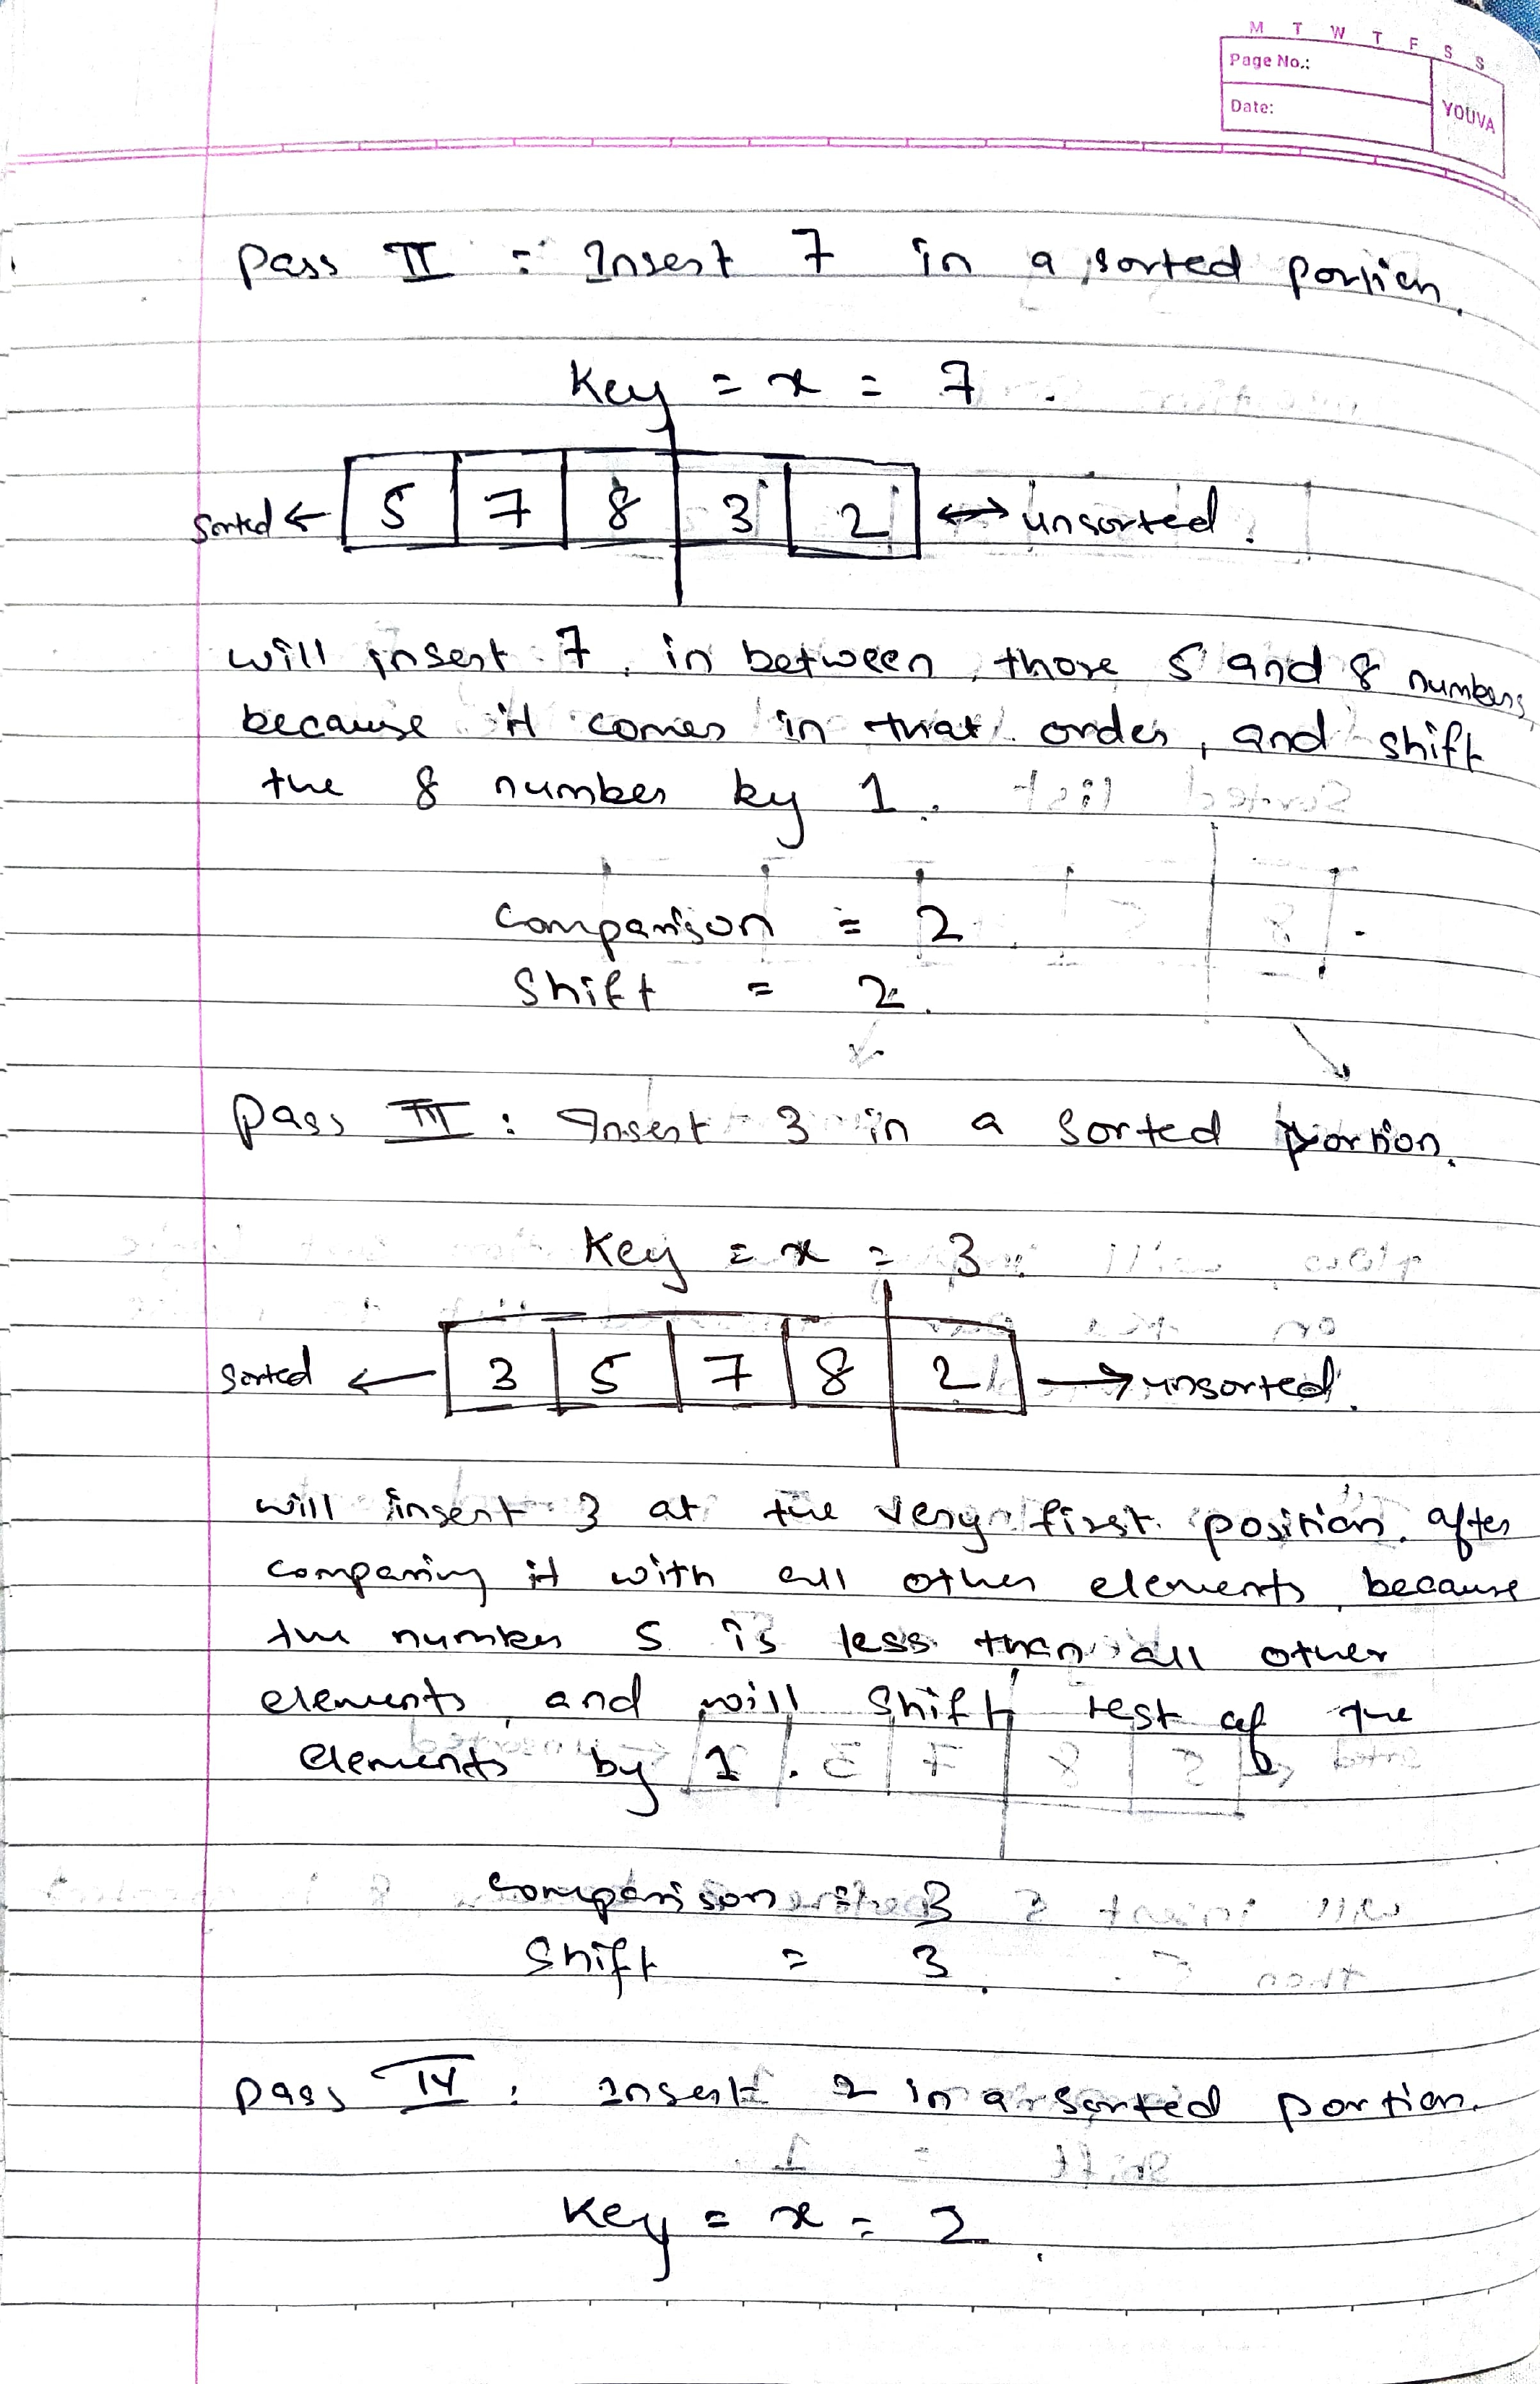 M T W T F S S
Page No.:
Date:
YOUVA
Pass II : Insert 7 in a sorted portion.
Key = x = 7
Sorted ← 5 7 8 3 2 ↔ unsorted.
will insert 7 in between those 5 and 8 numbers
because it comes in that order, and shift
the 8 number by 1.
Comparison = 2
Shift = 2.
Pass III : Insert 3 in a sorted portion.
Key = x = 3
Sorted ← 3 5 7 8 2 → unsorted.
will insert 3 at the very first position after
comparing it with all other elements because
the number 5 is less than all other
elements, and will shift rest of the
elements by 1.
comparison = 3
Shift = 3.
Pass IV : Insert 2 in a sorted portion.
Key = x = 2.